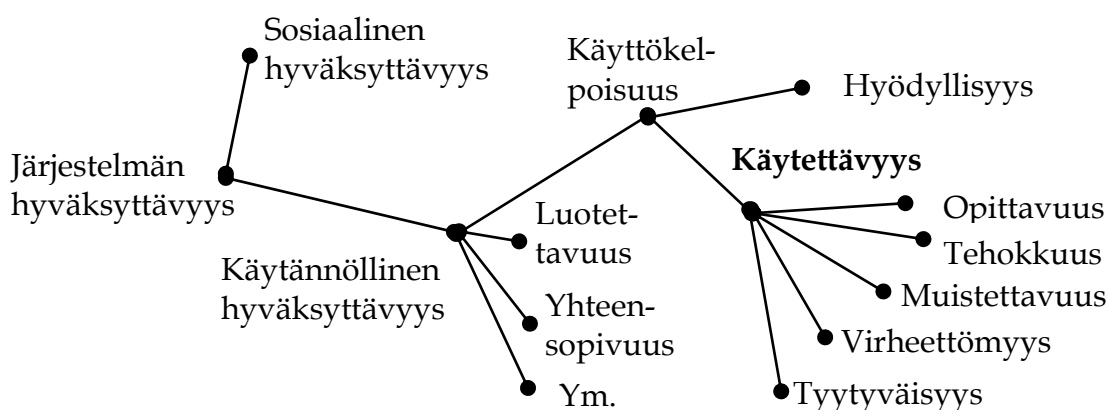 Sosiaalinen
hyväksyttävyys
Käyttökel-
poisuus
Hyödyllisyys
Järjestelmän
hyväksyttävyys
Käytettävyys
Luotet-
tavuus
Opittavuus
Tehokkuus
Käytännöllinen
hyväksyttävyys
Muistettavuus
Yhteen-
sopivuus
Virheettömyys
Ym.
Tyytyväisyys